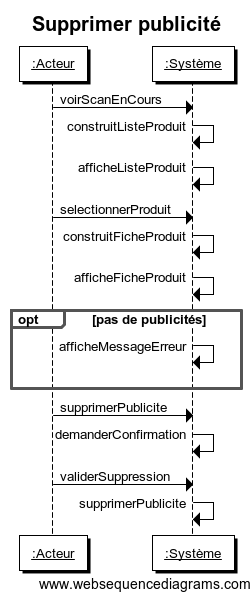 Supprimer publicité
:Acteur :Système
voirScanEnCours
construitListeProduit
afficheListeProduit
selectionnerProduit
construitFicheProduit
afficheFicheProduit
opt [pas de publicités]
afficheMessageErreur
supprimerPublicite
demanderConfirmation
validerSuppression
supprimerPublicite
:Acteur :Système
www.websequencediagrams.com